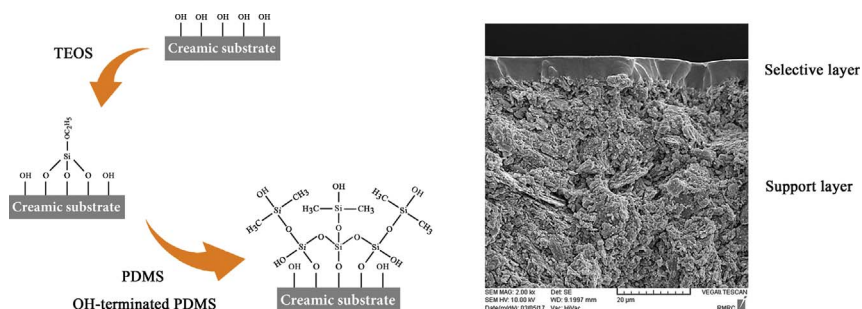 OH OH OH OH OH
Creamic substrate
TEOS
OC2H5
Si
OH O O O OH
Creamic substrate
PDMS
OH-terminated PDMS
OH
CH3
Si
H3C
O
OH
H3C—Si—CH3
O
OH
H3C
Si
CH3
O
Si O Si O Si
HO OH
OH OH
O O O
Creamic substrate
Selective layer
Support layer
SEM MAG: 2.00 kx Det: SE
SEM HV: 10.00 kV WD: 9.1997 mm
20 µm
VEGA\\ TESCAN
RMRC